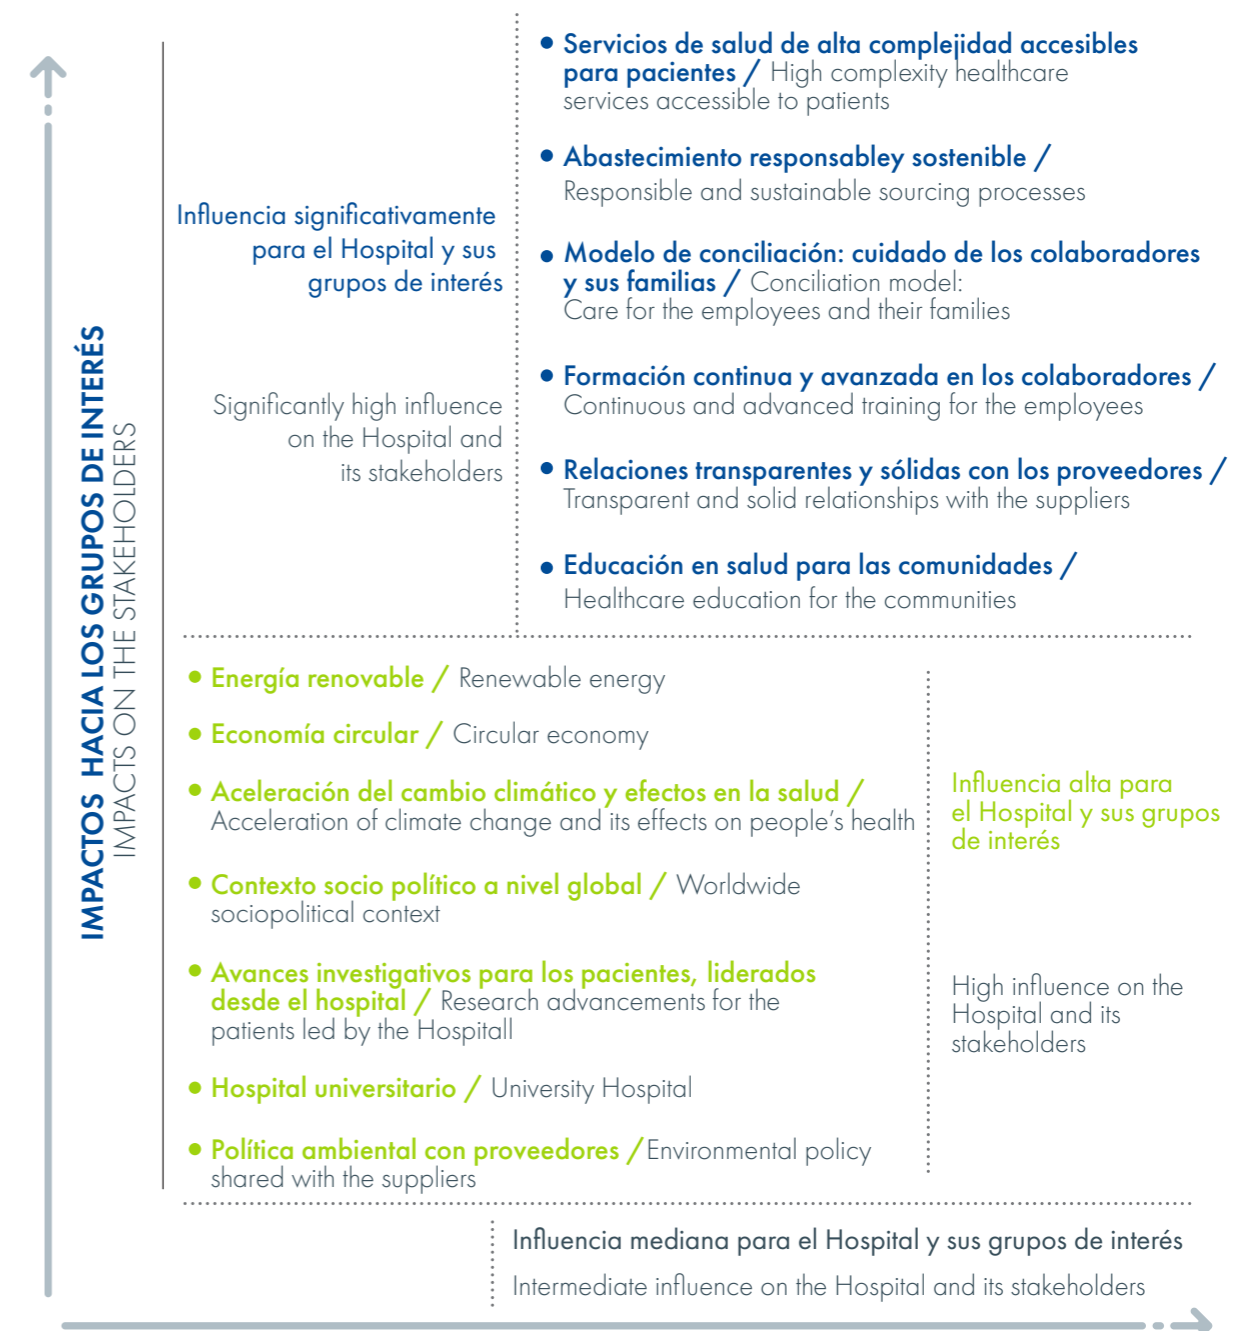 IMPACTOS HACIA LOS GRUPOS DE INTERÉS
IMPACTS ON THE STAKEHOLDERS
Influencia significativamente
para el Hospital y sus
grupos de interés
Significantly high influence
on the Hospital and
its stakeholders
• Servicios de salud de alta complejidad accesibles
para pacientes / High complexity healthcare
services accessible to patients
• Abastecimiento responsabley sostenible /
Responsible and sustainable sourcing processes
• Modelo de conciliación: cuidado de los colaboradores
y sus familias / Conciliation model:
Care for the employees and their families
• Formación continua y avanzada en los colaboradores /
Continuous and advanced training for the employees
• Relaciones transparentes y sólidas con los proveedores /
Transparent and solid relationships with the suppliers
• Educación en salud para las comunidades /
Healthcare education for the communities
• Energía renovable / Renewable energy
• Economía circular / Circular economy
• Aceleración del cambio climático y efectos en la salud /
Acceleration of climate change and its effects on people's health
• Contexto socio político a nivel global / Worldwide
sociopolitical context
• Avances investigativos para los pacientes, liderados
desde el hospital / Research advancements for the
patients led by the Hospitall
• Hospital universitario / University Hospital
• Política ambiental con proveedores / Environmental policy
shared with the suppliers
Influencia alta para
el Hospital y sus grupos
de interés
High influence on the
Hospital and its
stakeholders
Influencia mediana para el Hospital y sus grupos de interés
Intermediate influence on the Hospital and its stakeholders